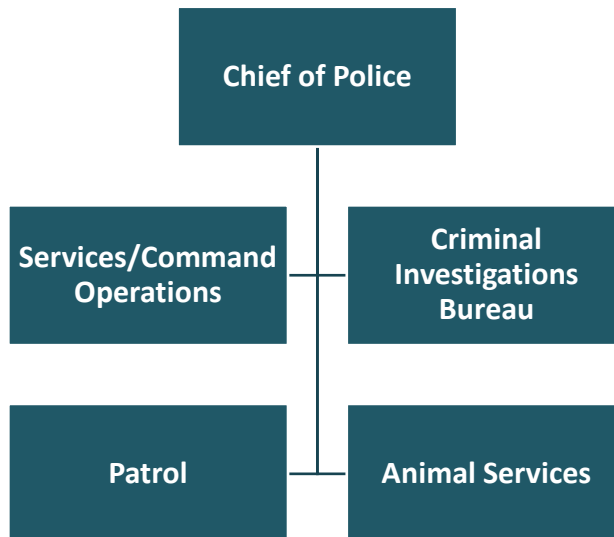 Chief of Police
Services/Command
Operations
Criminal
Investigations
Bureau
Patrol
Animal Services